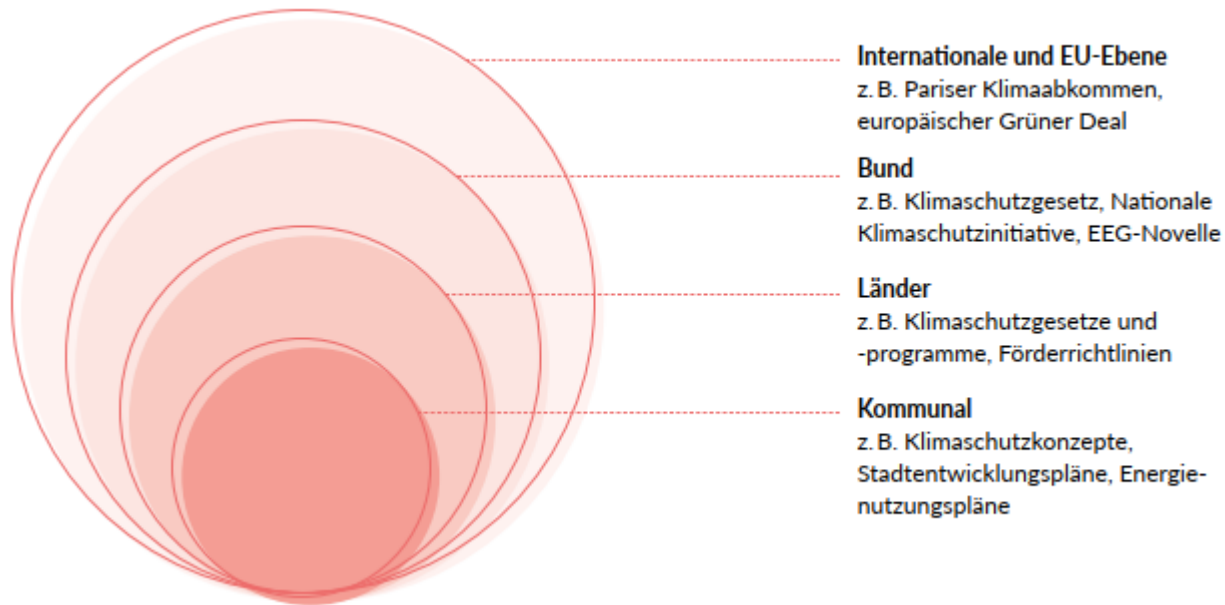 Internationale und EU-Ebene
z. B. Pariser Klimaabkommen,
europäischer Grüner Deal
Bund
z. B. Klimaschutzgesetz, Nationale
Klimaschutzinitiative, EEG-Novelle
Länder
z. B. Klimaschutzgesetze und
-programme, Förderrichtlinien
Kommunal
z. B. Klimaschutzkonzepte,
Stadtentwicklungspläne, Energie-
nutzungspläne